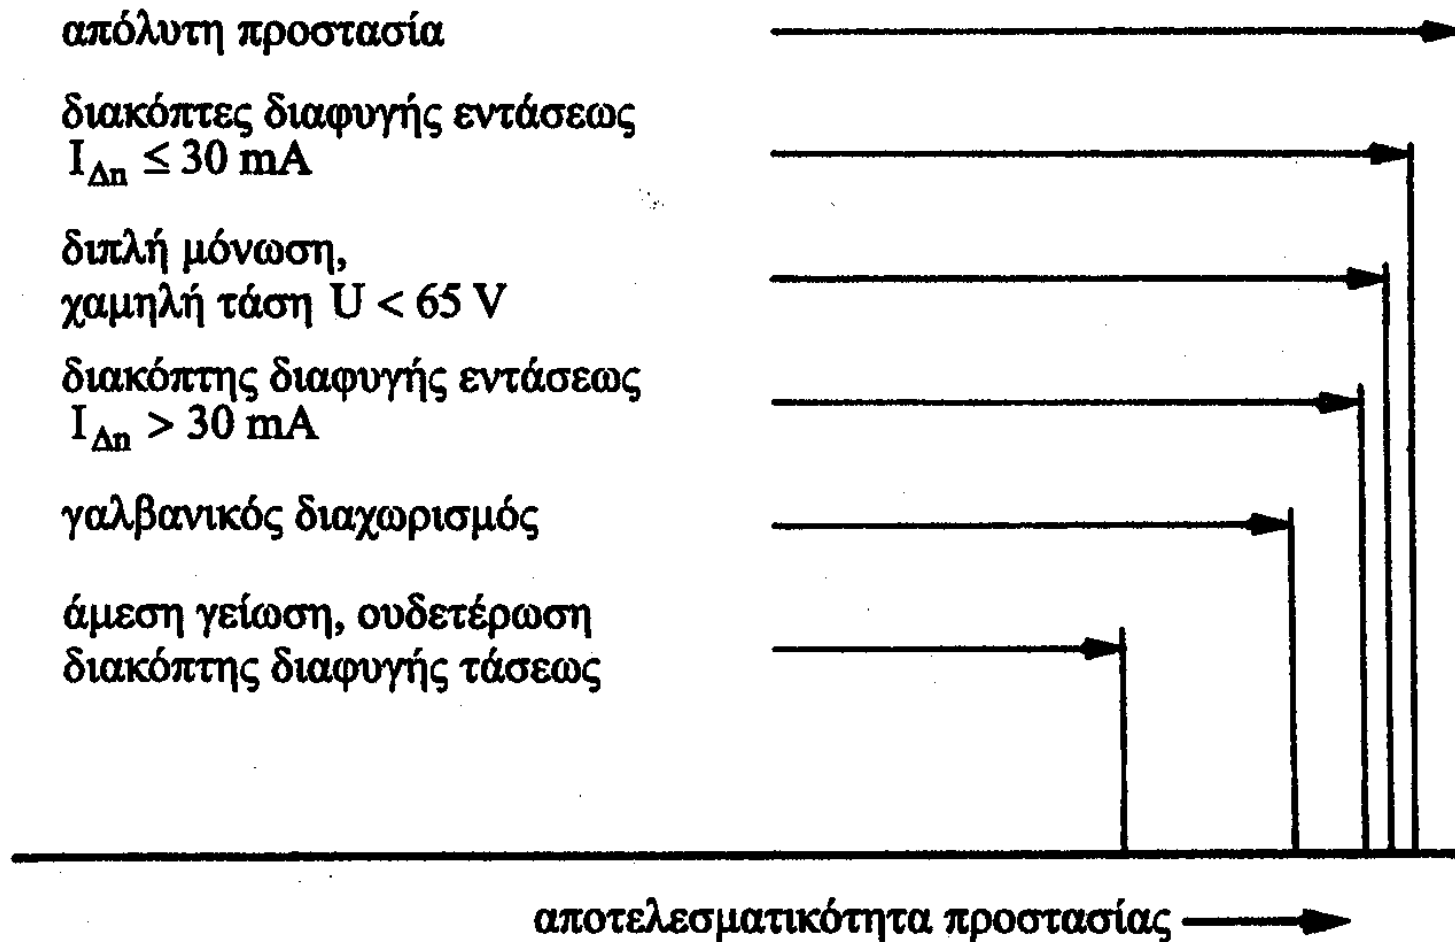 απόλυτη προστασία
διακόπτες διαφυγής εντάσεως
I_Δn ≤ 30 mA
διπλή μόνωση,
χαμηλή τάση U < 65 V
διακόπτης διαφυγής εντάσεως
I_Δn > 30 mA
γαλβανικός διαχωρισμός
άμεση γείωση, ουδετέρωση
διακόπτης διαφυγής τάσεως
αποτελεσματικότητα προστασίας